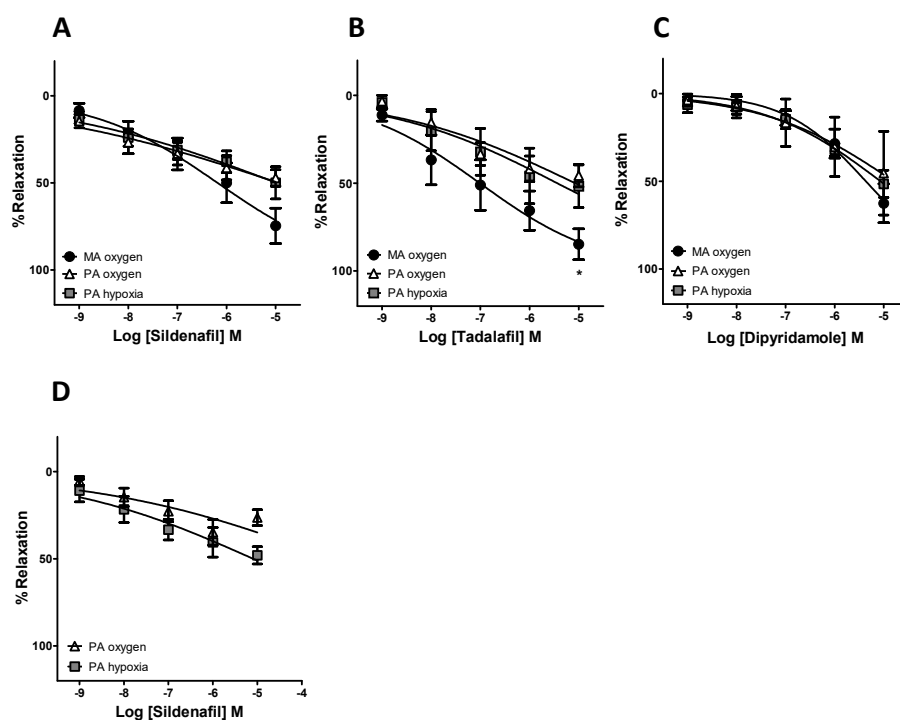 A
B
C
0
50
100
% Relaxation
MA oxygen
PA oxygen
PA hypoxia
-9 -8 -7 -6 -5
Log [Sildenafil] M
0
50
100
% Relaxation
MA oxygen
PA oxygen
PA hypoxia
*
-9 -8 -7 -6 -5
Log [Tadalafil] M
0
50
100
% Relaxation
MA oxygen
PA oxygen
PA hypoxia
-9 -8 -7 -6 -5
Log [Dipyridamole] M
D
0
50
100
% Relaxation
PA oxygen
PA hypoxia
-9 -8 -7 -6 -5 -4
Log [Sildenafil] M